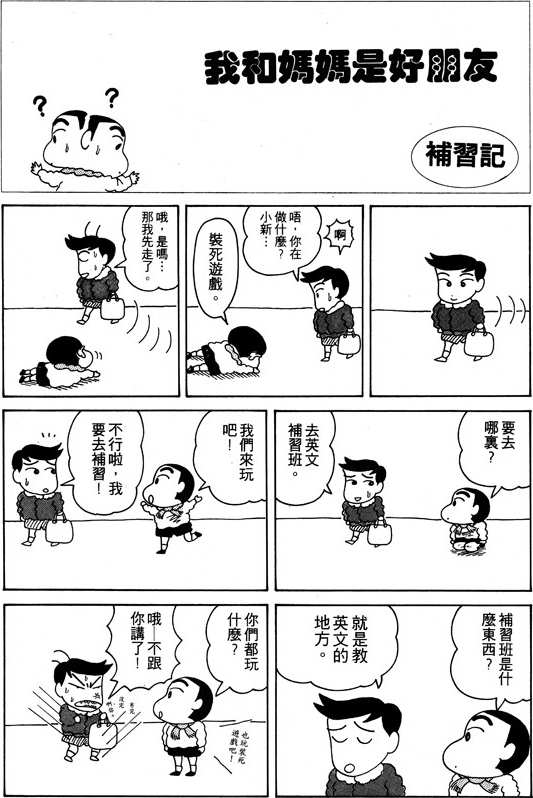 我和媽媽是好朋友
補習記
?
?
啊
唔，你在
做什麼？
小新…
裝死遊戲。
哦，是嗎…
那我先走了。
要去
哪裏？
去英文
補習班。
我們來玩
吧！
不行啦，我
要去補習！
補習班是什
麼東西？
就是教
英文的
地方。
你們都玩
什麼？
也玩裝死
遊戲吧！
哦─不跟
你講了！
沒完